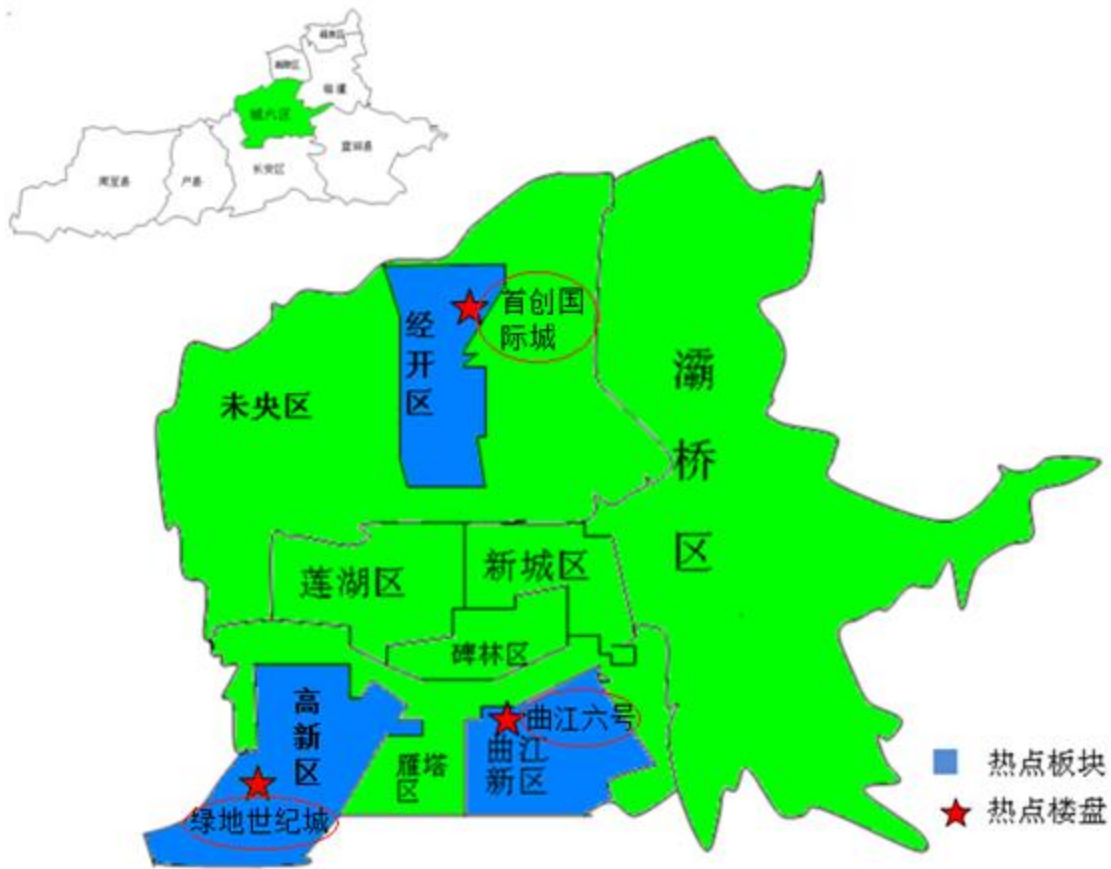 临潼
城六区
蓝田县
长安区
周至县
户县
首创国
际城
经
开
区
未央区
灞
桥
区
莲湖区
新城区
碑林区
高
新
区
曲江六号
曲江
新区
雁塔
区
绿地世纪城
热点板块
热点楼盘